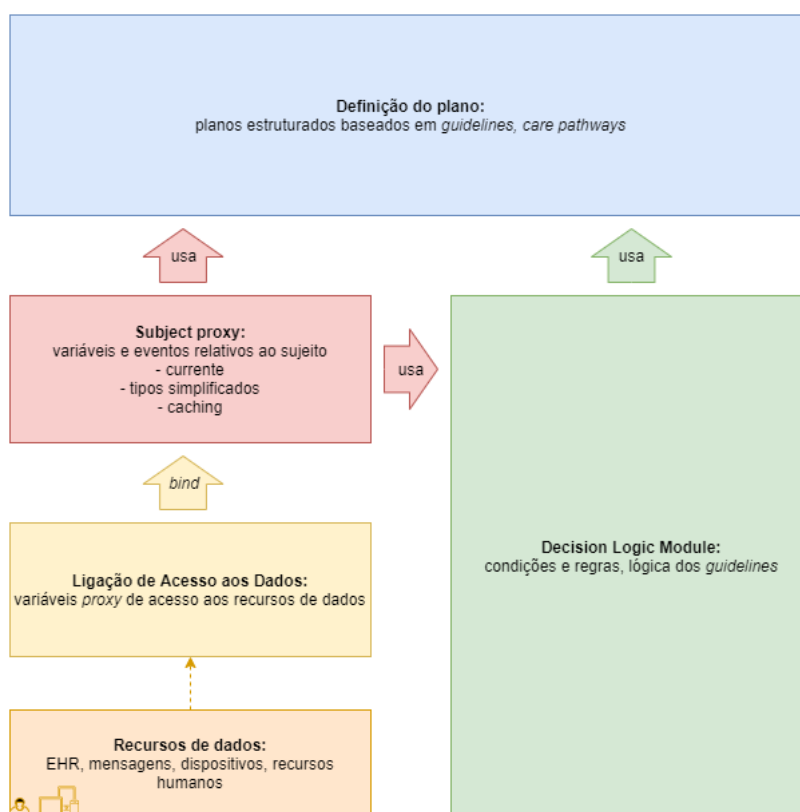 Definição do plano:
planos estruturados baseados em guidelines, care pathways
usa
usa
Subject proxy:
variáveis e eventos relativos ao sujeito
- currente
- tipos simplificados
- caching
usa
bind
Ligação de Acesso aos Dados:
variáveis proxy de acesso aos recursos de dados
Decision Logic Module:
condições e regras, lógica dos guidelines
Recursos de dados:
EHR, mensagens, dispositivos, recursos
humanos